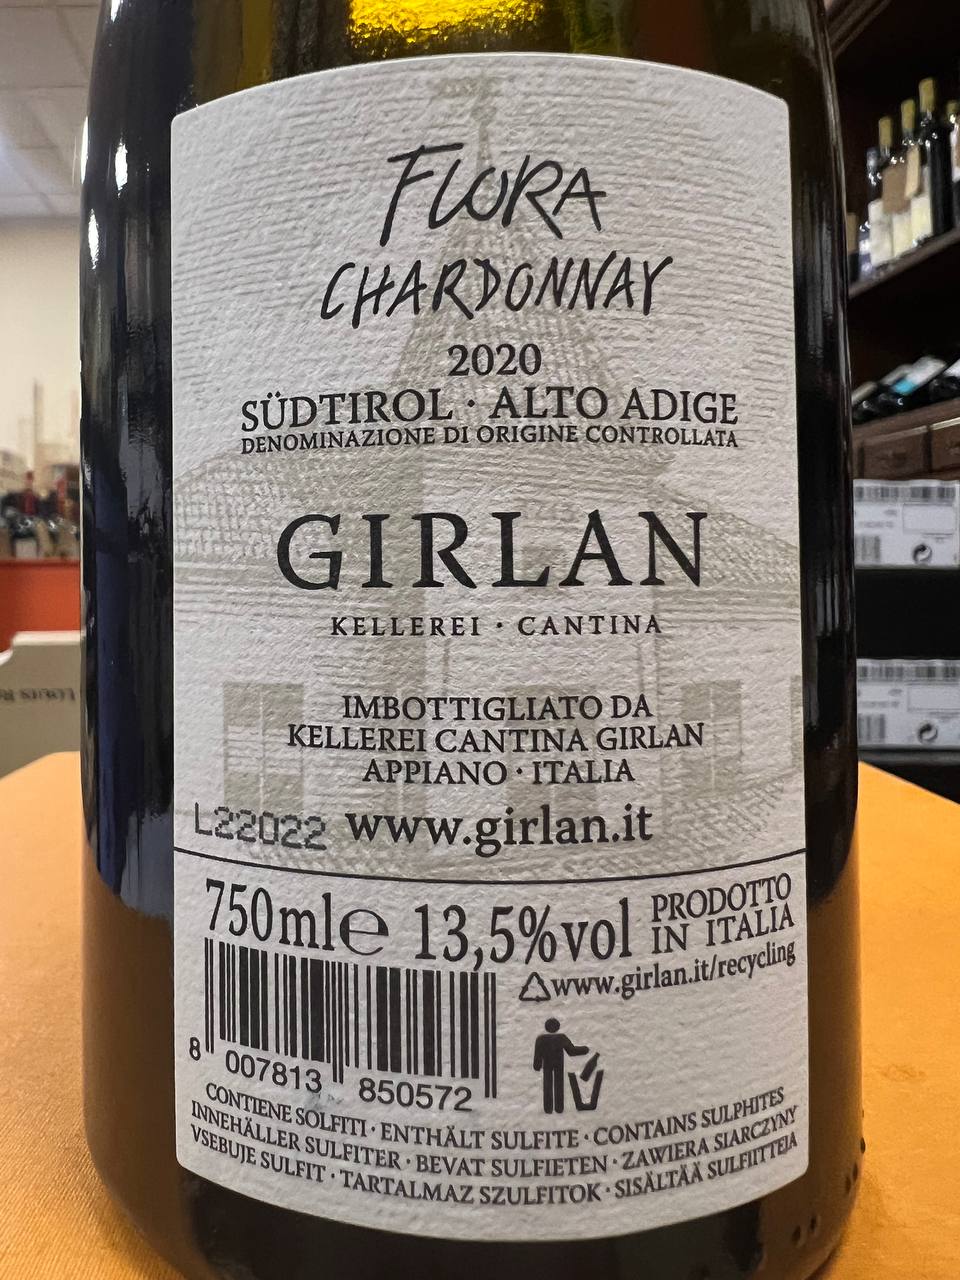 FLORA
CHARDONNAY
2020
SÜDTIROL · ALTO ADIGE
DENOMINAZIONE DI ORIGINE CONTROLLATA
GIRLAN
KELLEREI · CANTINA
IMBOTTIGLIATO DA
KELLEREI CANTINA GIRLAN
APPIANO · ITALIA
L22022
www.girlan.it
750ml℮ 13,5%vol
PRODOTTO
IN ITALIA
www.girlan.it/recycling
8 007813 850572
CONTIENE SOLFITI · ENTHÄLT SULFITE · CONTAINS SULPHITES
INNEHÅLLER SULFITER · BEVAT SULFIETEN · ZAWIERA SIARCZYNY
VSEBUJE SULFIT · TARTALMAZ SZULFITOK · SISÄLTÄÄ SULFIITTEJA